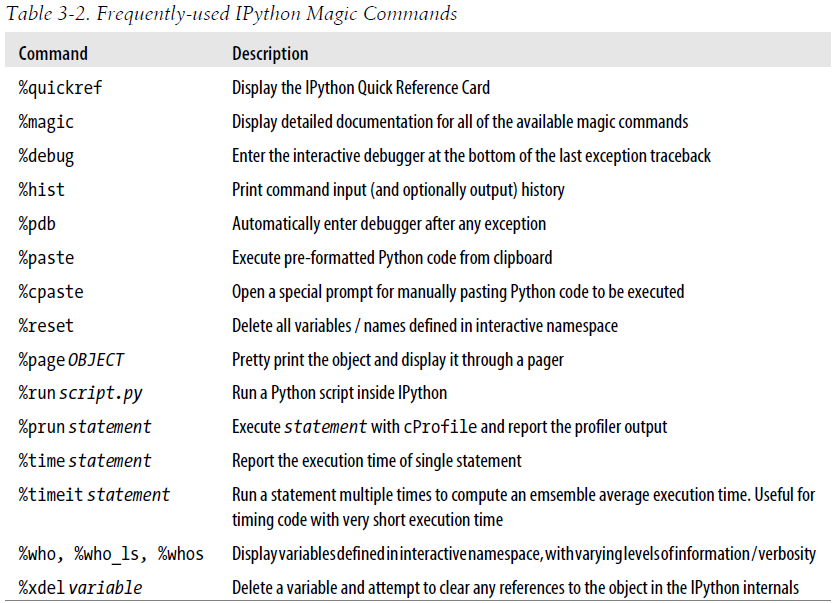 Table 3-2. Frequently-used IPython Magic Commands
Command Description
%quickref Display the IPython Quick Reference Card
%magic Display detailed documentation for all of the available magic commands
%debug Enter the interactive debugger at the bottom of the last exception traceback
%hist Print command input (and optionally output) history
%pdb Automatically enter debugger after any exception
%paste Execute pre-formatted Python code from clipboard
%cpaste Open a special prompt for manually pasting Python code to be executed
%reset Delete all variables / names defined in interactive namespace
%page OBJECT Pretty print the object and display it through a pager
%run script.py Run a Python script inside IPython
%prun statement Execute statement with cProfile and report the profiler output
%time statement Report the execution time of single statement
%timeit statement Run a statement multiple times to compute an emsemble average execution time. Useful for
timing code with very short execution time
%who, %who_ls, %whos Display variables defined in interactive namespace, with varying levels of information / verbosity
%xdel variable Delete a variable and attempt to clear any references to the object in the IPython internals